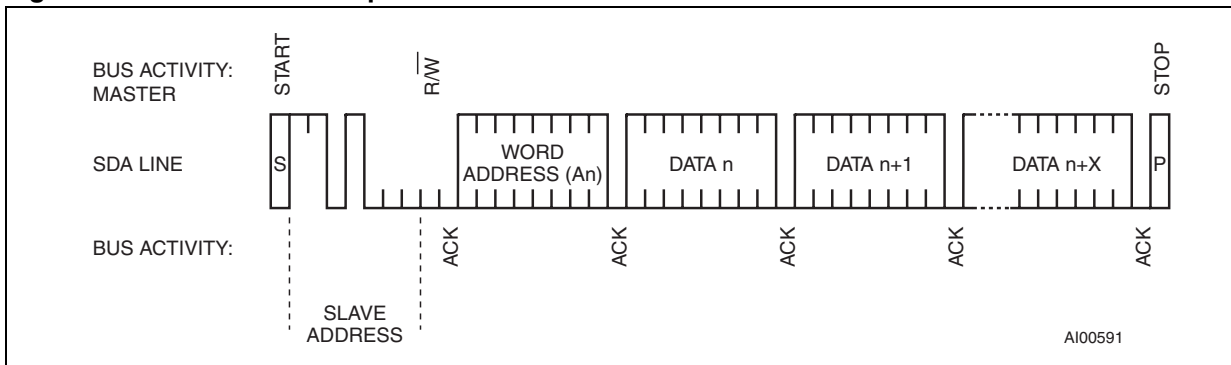 BUS ACTIVITY:
MASTER
START
R/W
STOP
SDA LINE
S
WORD
ADDRESS (An)
DATA n
DATA n+1
DATA n+X
P
BUS ACTIVITY:
ACK
ACK
ACK
ACK
ACK
SLAVE
ADDRESS
AI00591